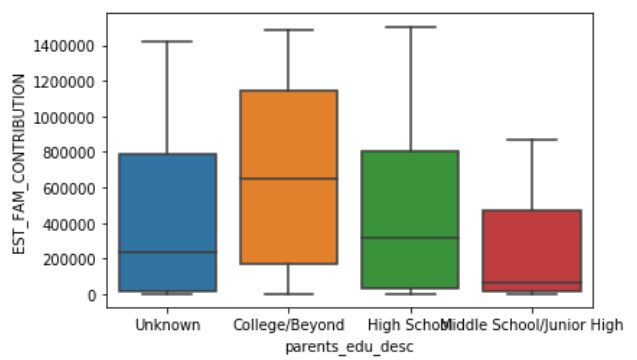 EST_FAM_CONTRIBUTION
1400000
1200000
1000000
800000
600000
400000
200000
0
Unknown
College/Beyond
High School
Middle School/Junior High
parents_edu_desc